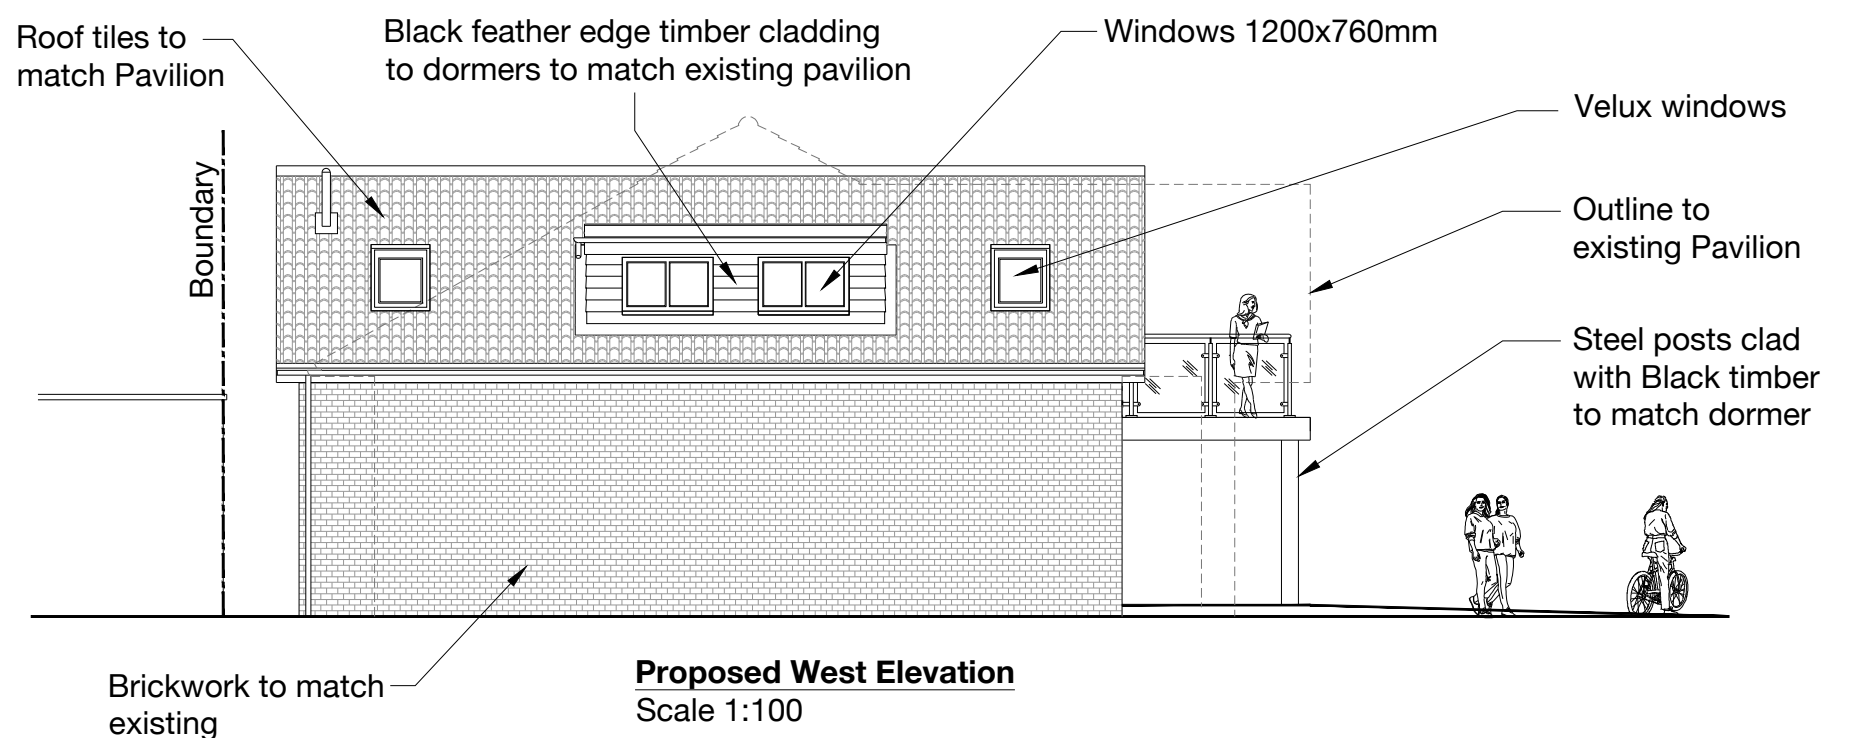 Roof tiles to
match Pavilion
Black feather edge timber cladding
to dormers to match existing pavilion
Windows 1200x760mm
Velux windows
Boundary
Outline to
existing Pavilion
Steel posts clad
with Black timber
to match dormer
Brickwork to match
existing
Proposed West Elevation
Scale 1:100